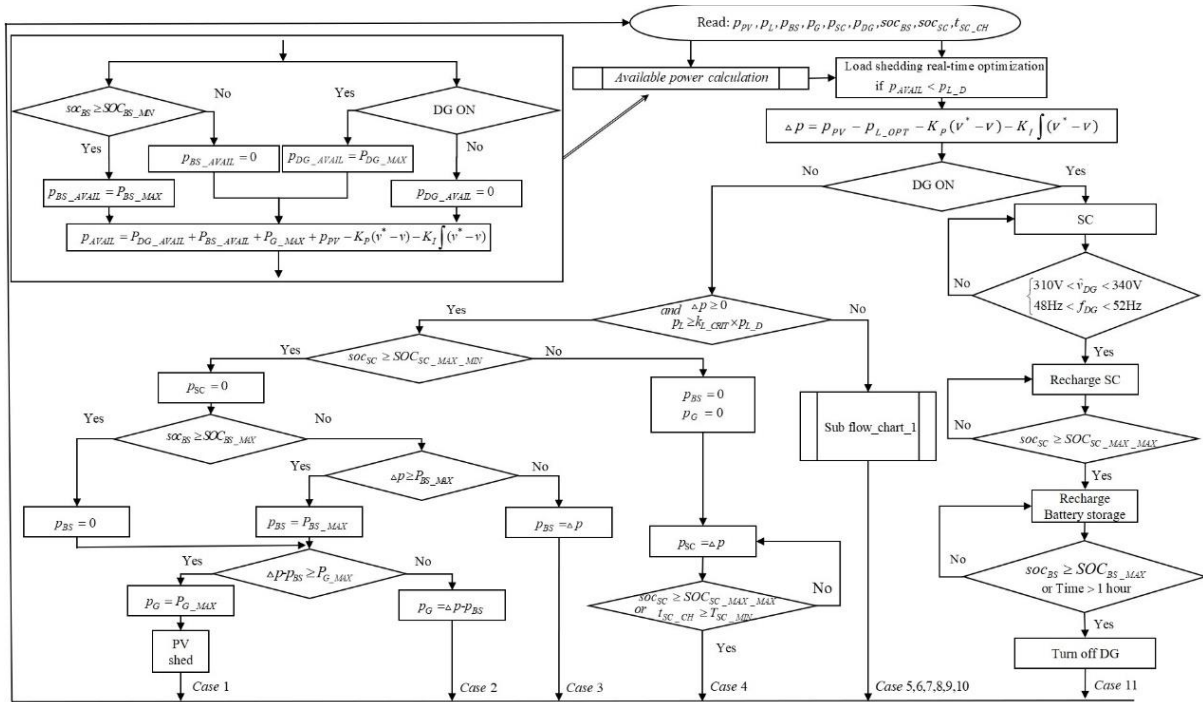 Read: p_PV, p_L, p_BS, p_G, p_SC, p_DG, soc_BS, soc_SC, t_SC_CH
Available power calculation
Load shedding real-time optimization
if p_AVAIL < p_L_D
△p = p_PV − p_L_OPT − K_P(v* − v) − K_I∫(v* − v)
soc_BS ≥ SOC_BS_MIN
No
Yes
DG ON
Yes
No
p_BS_AVAIL = 0
p_DG_AVAIL = P_DG_MAX
p_BS_AVAIL = P_BS_MAX
p_DG_AVAIL = 0
p_AVAIL = P_DG_AVAIL + P_BS_AVAIL + P_G_MAX + p_PV − K_P(v* − v) − K_I∫(v* − v)
No
DG ON
Yes
SC
No
310V < v̂_DG < 340V
48Hz < f_DG < 52Hz
Yes
Recharge SC
No
soc_SC ≥ SOC_SC_MAX_MAX
Yes
Recharge
Battery storage
No
soc_BS ≥ SOC_BS_MAX
or Time > 1 hour
Yes
Turn off DG
Case 11
Yes
△p ≥ 0
and
p_L ≥ k_L_CRIT × p_L_D
No
Sub flow_chart_1
Case 5,6,7,8,9,10
Yes
soc_SC ≥ SOC_SC_MAX_MIN
No
p_SC = 0
p_BS = 0
p_G = 0
Yes
soc_BS ≥ SOC_BS_MAX
No
Yes
△p ≥ P_BS_MAX
No
p_BS = 0
p_BS = P_BS_MAX
p_BS = △p
p_SC = △p
Yes
△p-p_BS ≥ P_G_MAX
No
soc_SC ≥ SOC_SC_MAX_MAX
or t_SC_CH ≥ T_SC_MIN
No
Yes
p_G = P_G_MAX
p_G = △p-p_BS
PV
shed
Case 1
Case 2
Case 3
Case 4